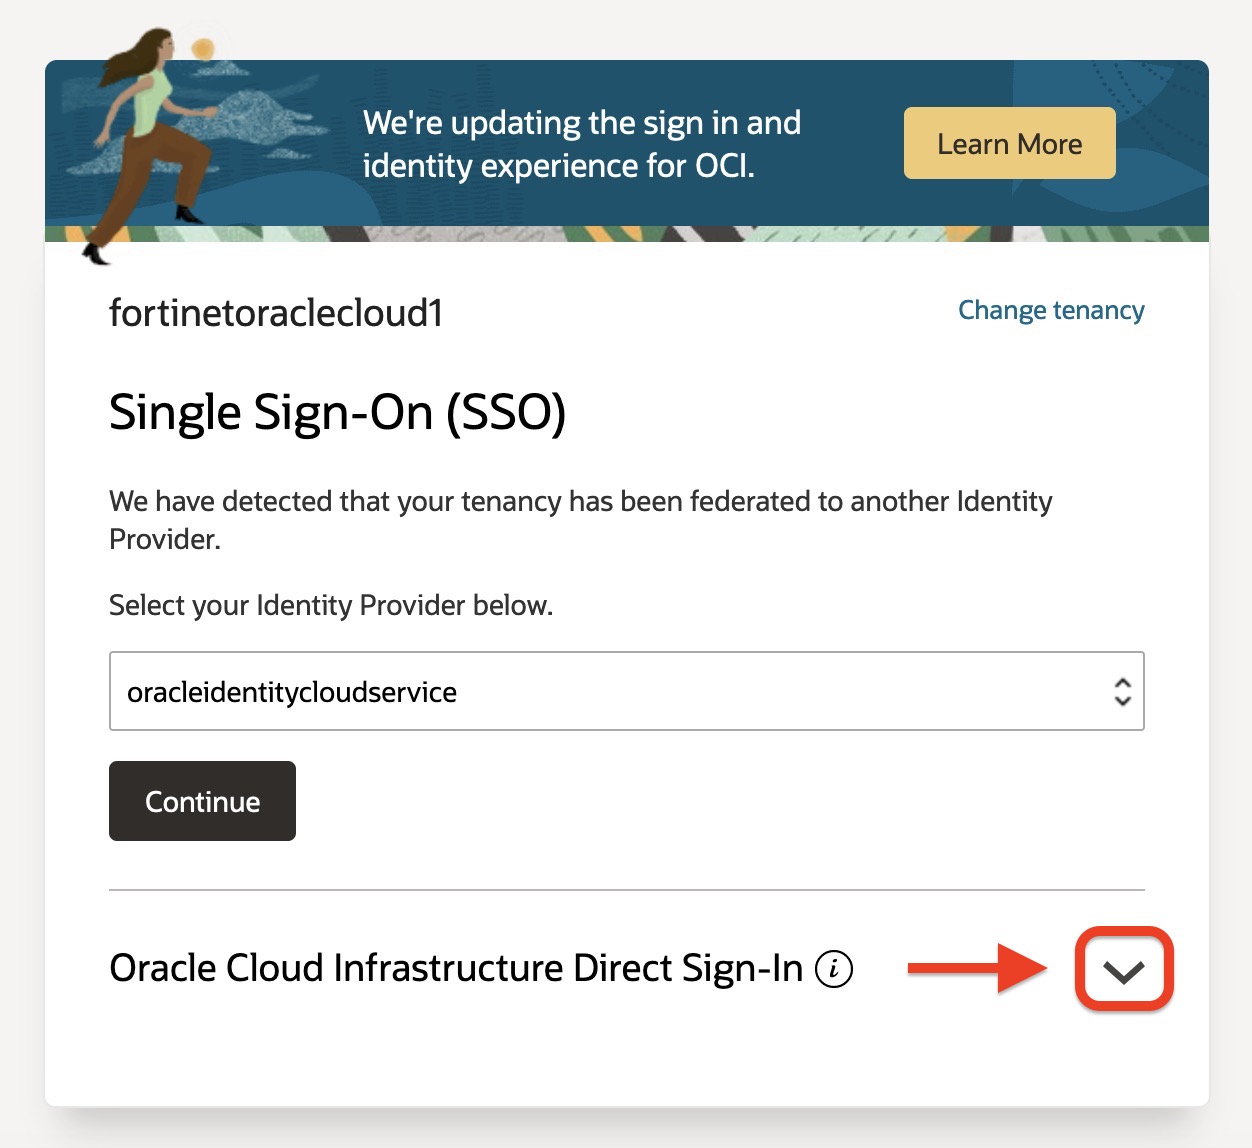 We're updating the sign in and
identity experience for OCI.
Learn More
fortinetoraclecloud1
Change tenancy
Single Sign-On (SSO)
We have detected that your tenancy has been federated to another Identity
Provider.
Select your Identity Provider below.
oracleidentitycloudservice
Continue
Oracle Cloud Infrastructure Direct Sign-In i